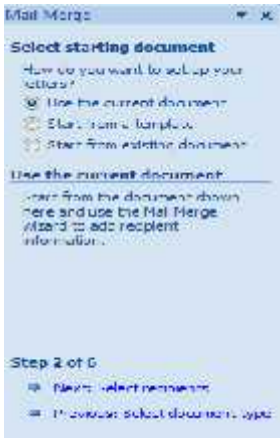 Mail Merge
Select starting document
How do you want to set up your
letters?
Use the current document
Start from a template
Start from existing document
Use the current document
Start from the document shown
here and use the Mail Merge
wizard to add recipient
information.
Step 2 of 6
Next: Select recipients
Previous: Select document type